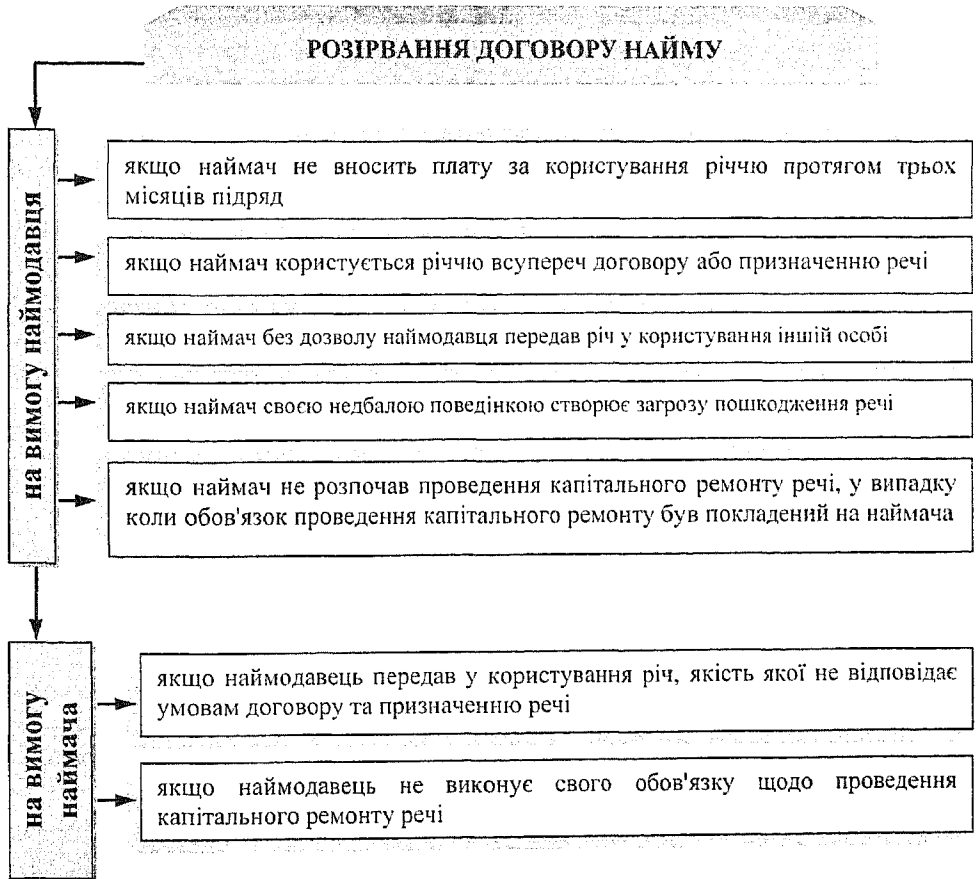 РОЗІРВАННЯ ДОГОВОРУ НАЙМУ
на вимогу наймодавця
якщо наймач не вносить плату за користування річчю протягом трьох
місяців підряд
якщо наймач користується річчю всупереч договору або призначенню речі
якщо наймач без дозволу наймодавця передав річ у користування іншій особі
якщо наймач своєю недбалою поведінкою створює загрозу пошкодження речі
якщо наймач не розпочав проведення капітального ремонту речі, у випадку
коли обов'язок проведення капітального ремонту був покладений на наймача
на вимогу
наймача
якщо наймодавець передав у користування річ, якість якої не відповідає
умовам договору та призначенню речі
якщо наймодавець не виконує свого обов'язку щодо проведення
капітального ремонту речі